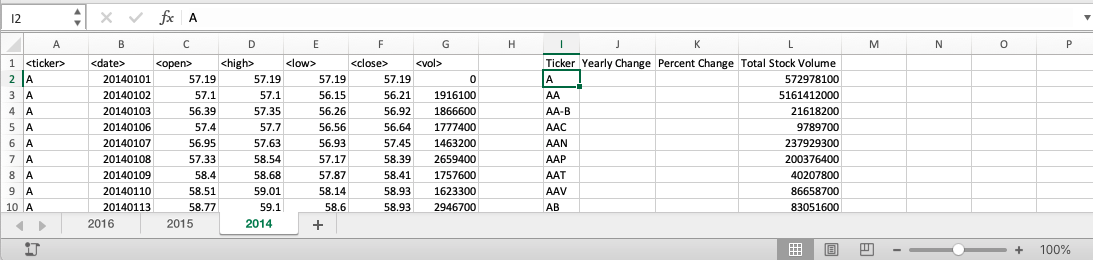 I2 fx A
A B C D E F G H I J K L M N O P
1 <ticker> <date> <open> <high> <low> <close> <vol> Ticker Yearly Change Percent Change Total Stock Volume
2 A 20140101 57.19 57.19 57.19 57.19 0 A 572978100
3 A 20140102 57.1 57.1 56.15 56.21 1916100 AA 5161412000
4 A 20140103 56.39 57.35 56.26 56.92 1866600 AA-B 21618200
5 A 20140106 57.4 57.7 56.56 56.64 1777400 AAC 9789700
6 A 20140107 56.95 57.63 56.93 57.45 1463200 AAN 237929300
7 A 20140108 57.33 58.54 57.17 58.39 2659400 AAP 200376400
8 A 20140109 58.4 58.68 57.87 58.41 1757600 AAT 40207800
9 A 20140110 58.51 59.01 58.14 58.93 1623300 AAV 86658700
10 A 20140113 58.77 59.1 58.6 58.93 2946700 AB 83051600
2016 2015 2014 +
100%